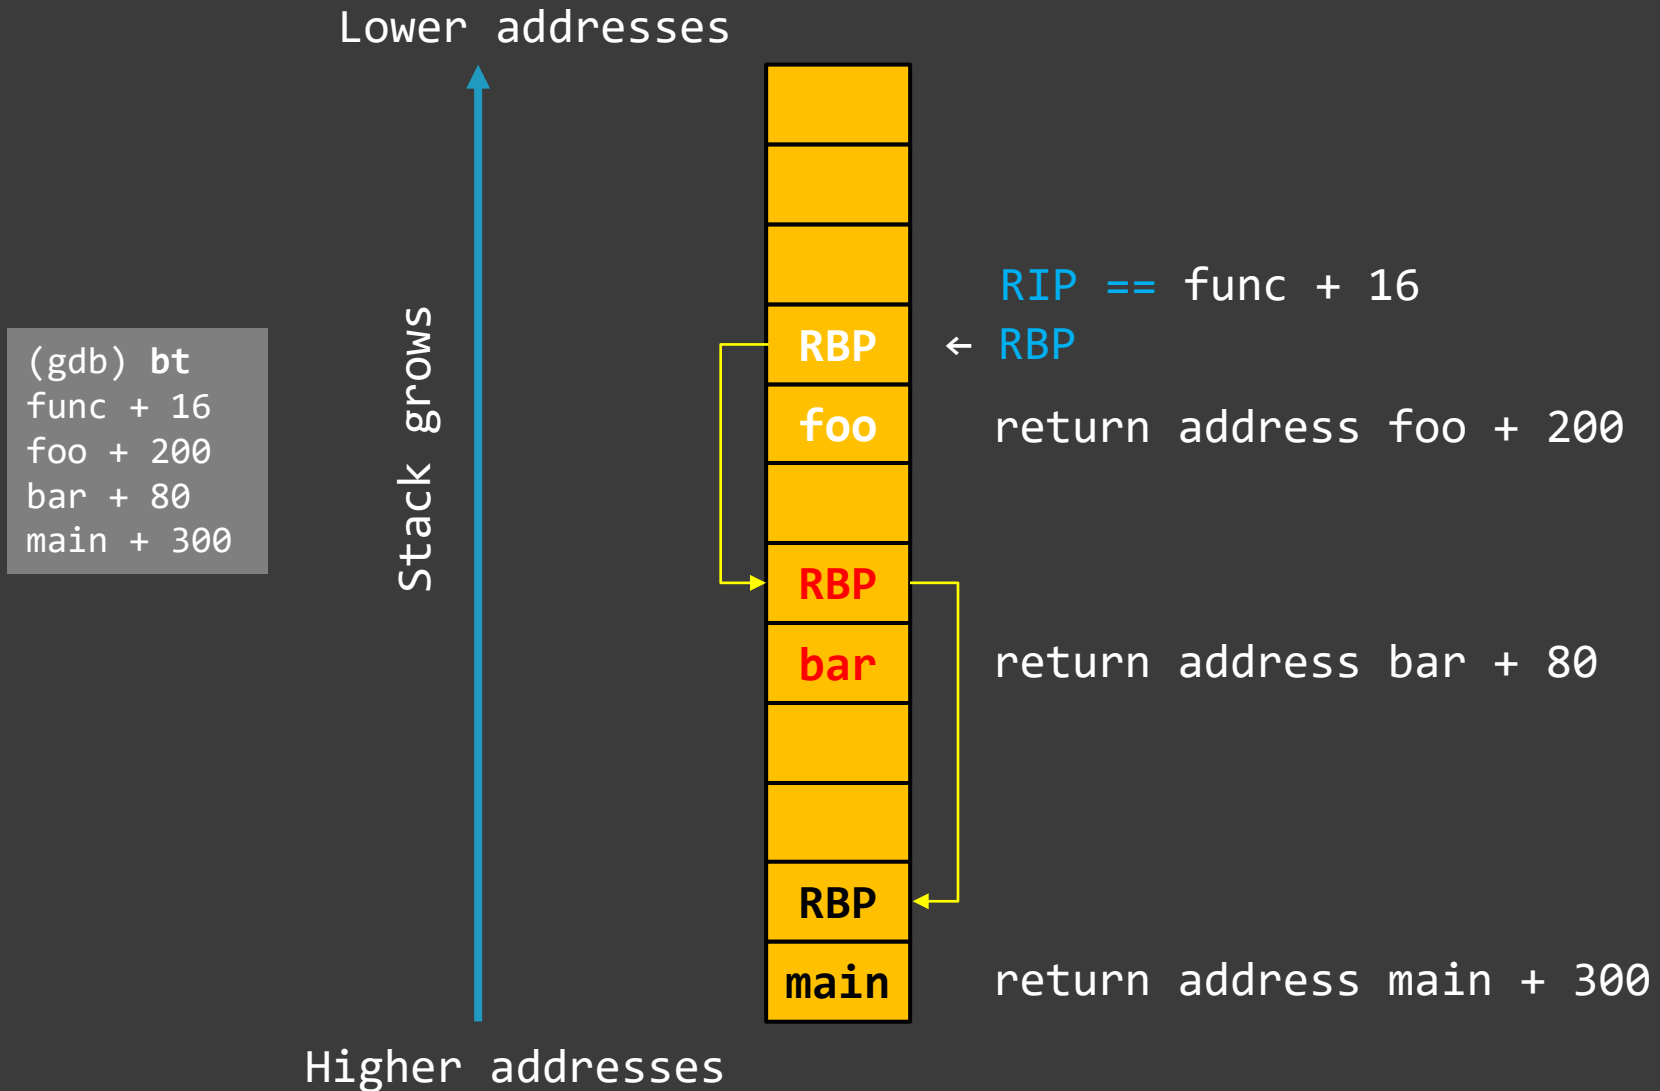 Lower addresses
(gdb) bt
func + 16
foo + 200
bar + 80
main + 300
Stack grows
RIP == func + 16
RBP ← RBP
foo return address foo + 200
RBP
bar return address bar + 80
RBP
main return address main + 300
Higher addresses